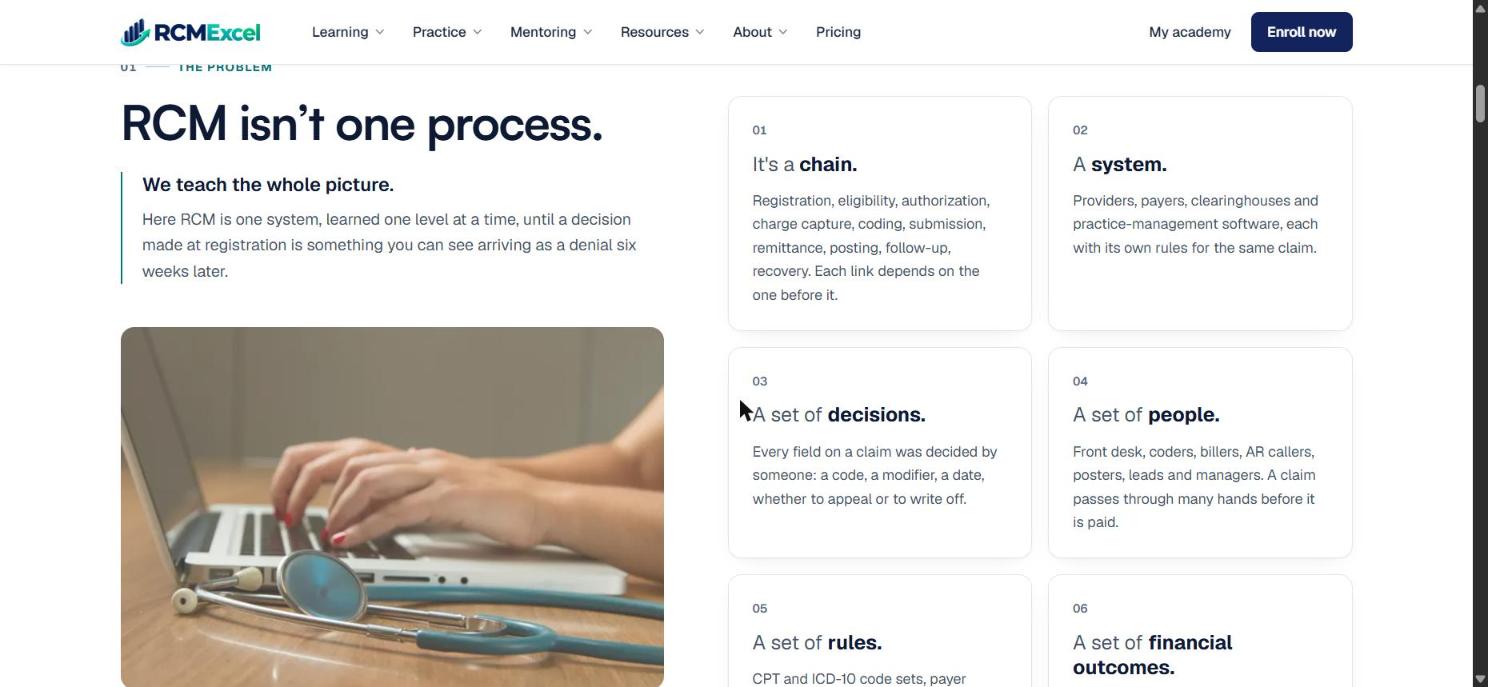 RCMExcel
Learning
Practice
Mentoring
Resources
About
Pricing
My academy
Enroll now
01 THE PROBLEM
RCM isn’t one process.
We teach the whole picture.
Here RCM is one system, learned one level at a time, until a decision
made at registration is something you can see arriving as a denial six
weeks later.
01
It's a chain.
Registration, eligibility, authorization,
charge capture, coding, submission,
remittance, posting, follow-up,
recovery. Each link depends on the
one before it.
02
A system.
Providers, payers, clearinghouses and
practice-management software, each
with its own rules for the same claim.
03
A set of decisions.
Every field on a claim was decided by
someone: a code, a modifier, a date,
whether to appeal or to write off.
04
A set of people.
Front desk, coders, billers, AR callers,
posters, leads and managers. A claim
passes through many hands before it
is paid.
05
A set of rules.
CPT and ICD-10 code sets, payer
06
A set of financial
outcomes.